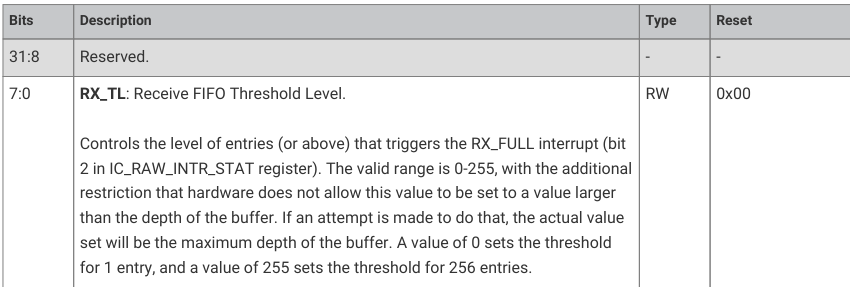 Bits Description Type Reset
31:8 Reserved. - -
7:0 RX_TL: Receive FIFO Threshold Level. RW 0x00
Controls the level of entries (or above) that triggers the RX_FULL interrupt (bit
2 in IC_RAW_INTR_STAT register). The valid range is 0-255, with the additional
restriction that hardware does not allow this value to be set to a value larger
than the depth of the buffer. If an attempt is made to do that, the actual value
set will be the maximum depth of the buffer. A value of 0 sets the threshold
for 1 entry, and a value of 255 sets the threshold for 256 entries.